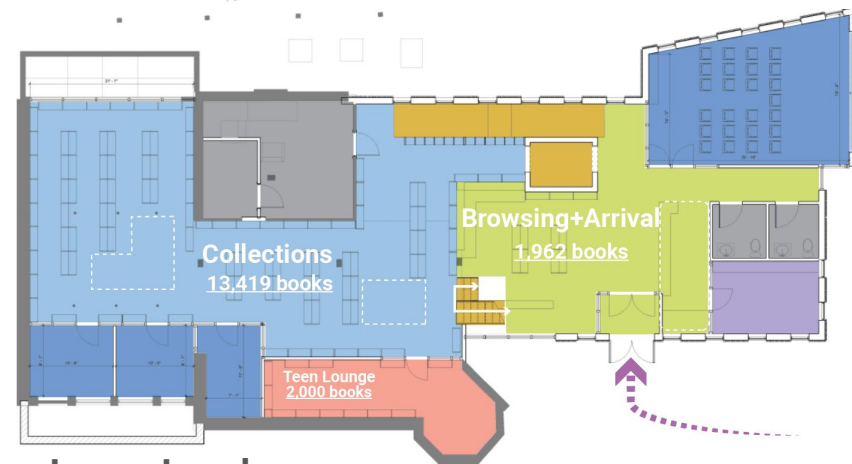 Browsing+Arrival
1,962 books
Collections
13,419 books
Teen Lounge
2,000 books